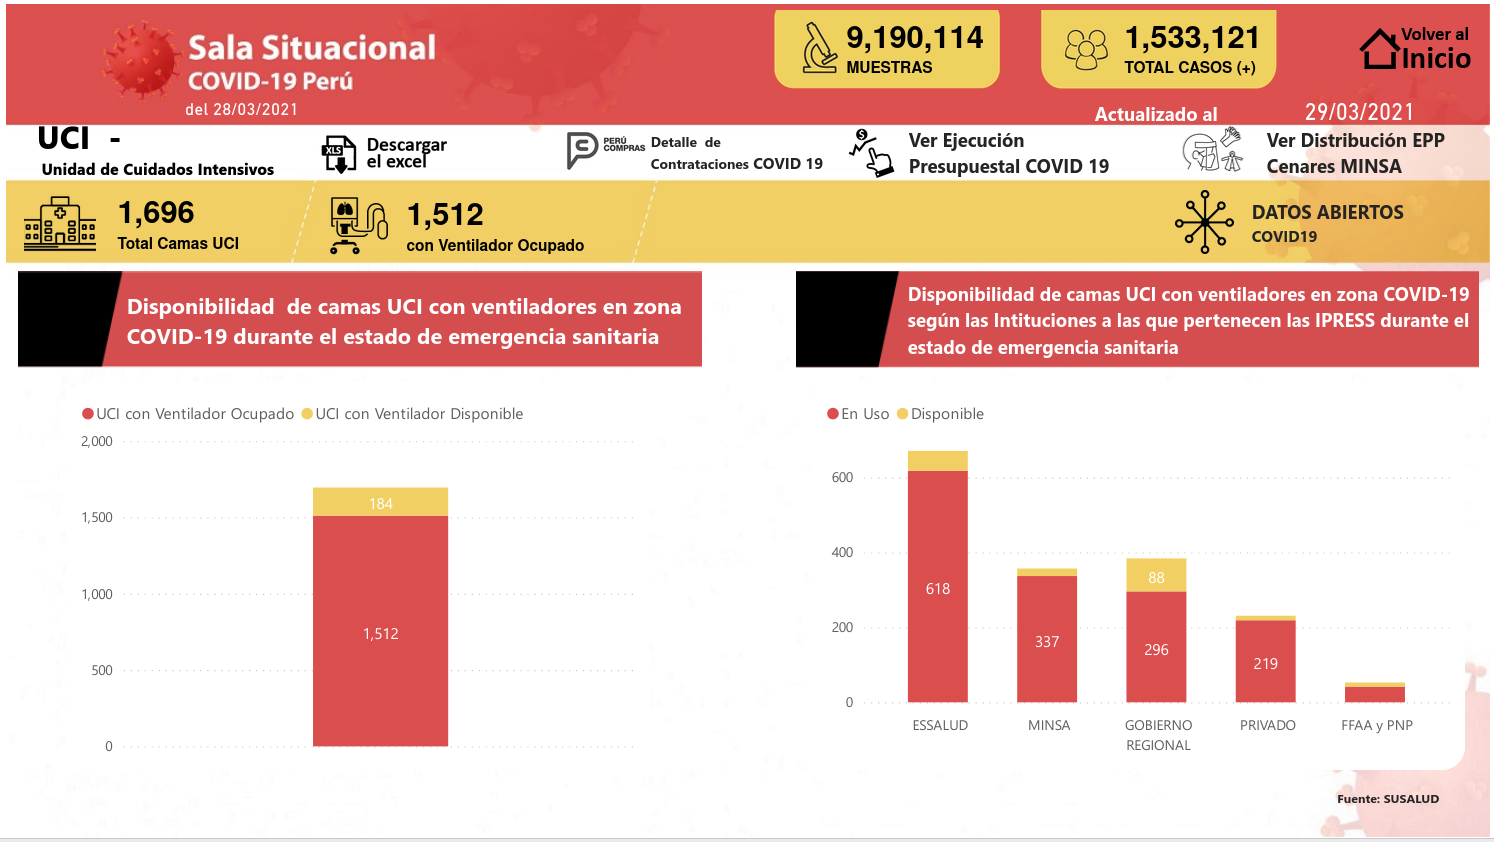 Sala Situacional
COVID-19 Perú
del 28/03/2021
9,190,114
MUESTRAS
1,533,121
TOTAL CASOS (+)
Volver al
Inicio
Actualizado al 29/03/2021
UCI -
Unidad de Cuidados Intensivos
XLS
Descargar
el excel
PERÚ
COMPRAS
Detalle de
Contrataciones COVID 19
$
Ver Ejecución
Presupuestal COVID 19
Ver Distribución EPP
Cenares MINSA
1,696
Total Camas UCI
1,512
con Ventilador Ocupado
DATOS ABIERTOS
COVID19
Disponibilidad de camas UCI con ventiladores en zona
COVID-19 durante el estado de emergencia sanitaria
UCI con Ventilador Ocupado UCI con Ventilador Disponible
2,000
1,500
1,000
500
0
184
1,512
Disponibilidad de camas UCI con ventiladores en zona COVID-19
según las Intituciones a las que pertenecen las IPRESS durante el
estado de emergencia sanitaria
En Uso Disponible
600
400
200
0
618
337
88
296
219
ESSALUD
MINSA
GOBIERNO
REGIONAL
PRIVADO
FFAA y PNP
Fuente: SUSALUD